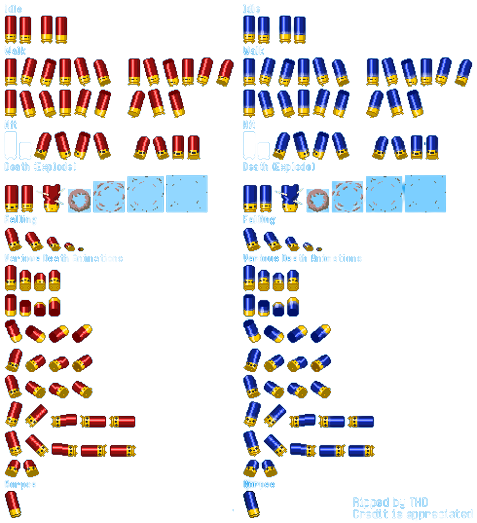 Idle
Idle
Walk
Walk
Hit
Hit
Death (Explode)
Death (Explode)
Falling
Falling
Various Death Animations
Various Death Animations
Corpse
Corpse
Ripped by THD
Credit is appreciated